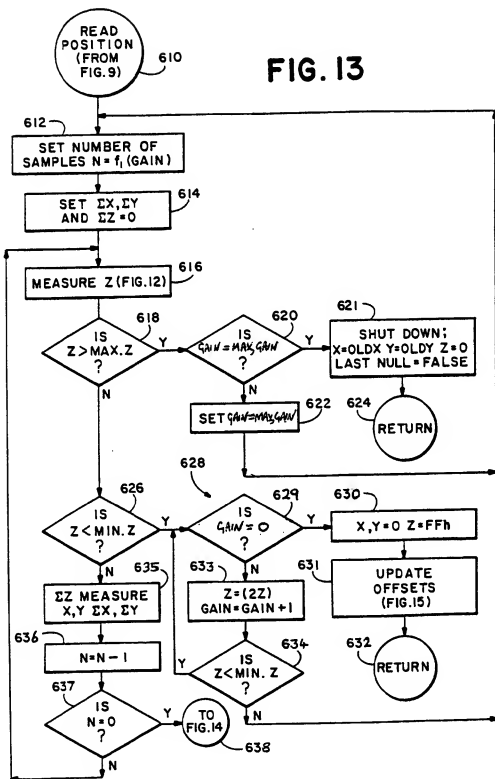 READ
POSITION
(FROM
FIG.9)
610
FIG. 13
612
SET NUMBER OF
SAMPLES N = f₁ (GAIN)
614
SET ΣX, ΣY
AND ΣZ = 0
MEASURE Z (FIG. 12)
616
618
IS
Z > MAX. Z
?
Y
N
620
IS
GAIN = MAX, GAIN
?
Y
N
621
SHUT DOWN;
X=OLDX Y=OLDY Z=0
LAST NULL = FALSE
SET GAIN = MAX, GAIN
622
624
RETURN
626
IS
Z < MIN. Z
?
Y
N
628
629
IS
GAIN = 0
?
Y
N
630
X,Y=0 Z=FFh
631
UPDATE
OFFSETS
(FIG.15)
632
RETURN
633
Z=(2Z)
GAIN=GAIN+1
634
IS
Z < MIN. Z
?
Y
N
635
ΣZ MEASURE
X,Y ΣX, ΣY
636
N=N-1
637
IS
N=0
?
Y
N
TO
FIG.14
638